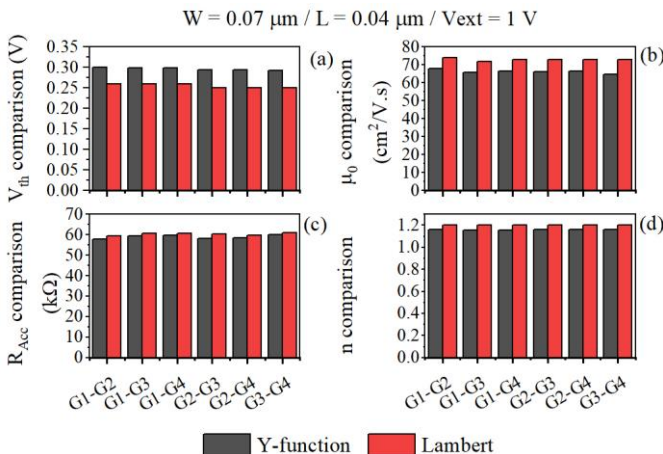 W = 0.07 μm / L = 0.04 μm / Vext = 1 V
V_th comparison (V)
0.35
0.30
0.25
0.20
0.15
0.10
0.05
0.00
(a)
μ_0 comparison
(cm²/V.s)
80
70
60
50
40
30
20
10
0
(b)
R_Acc comparison
(kΩ)
70
60
50
40
30
20
10
0
(c)
G1-G2
G1-G3
G1-G4
G2-G3
G2-G4
G3-G4
n comparison
1.2
1.0
0.8
0.6
0.4
0.2
0.0
(d)
G1-G2
G1-G3
G1-G4
G2-G3
G2-G4
G3-G4
Y-function
Lambert